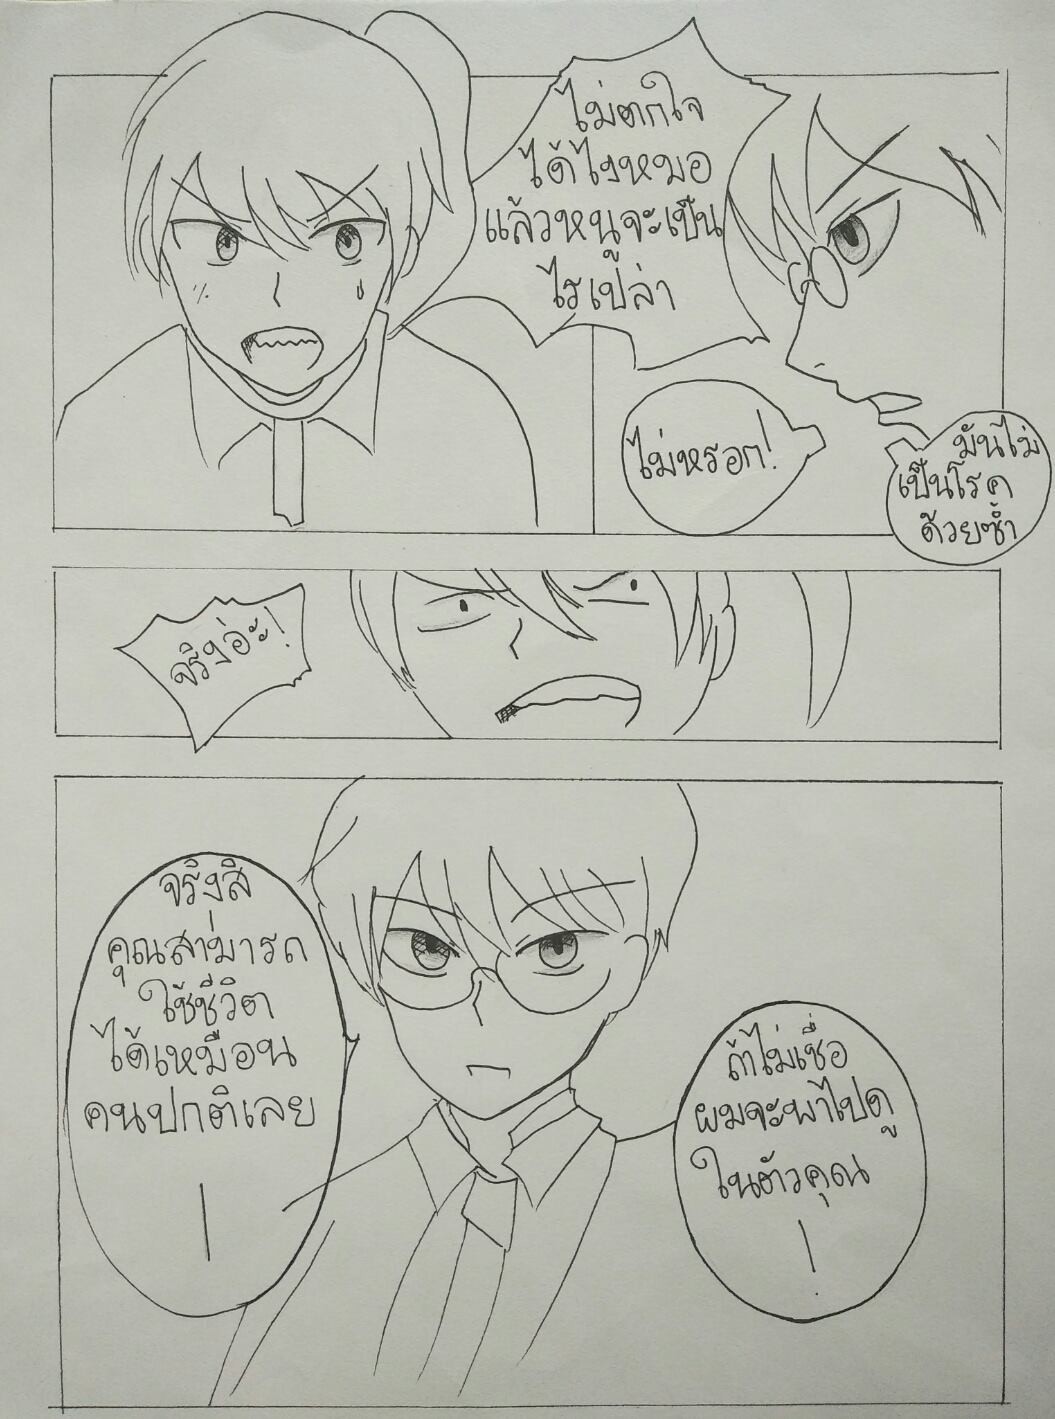 ไม่ตกใจ
ได้ไงหมอ
แล้วหนูจะเป็น
ไรเปล่า
ไม่หรอก!
มันไม่
เป็นโรค
ด้วยซ้ำ
จริงอ่ะ!
จริงสิ
คุณสามารถ
ใช้ชีวิต
ได้เหมือน
คนปกติเลย
ถ้าไม่เชื่อ
ผมจะพาไปดู
ในตัวคุณ